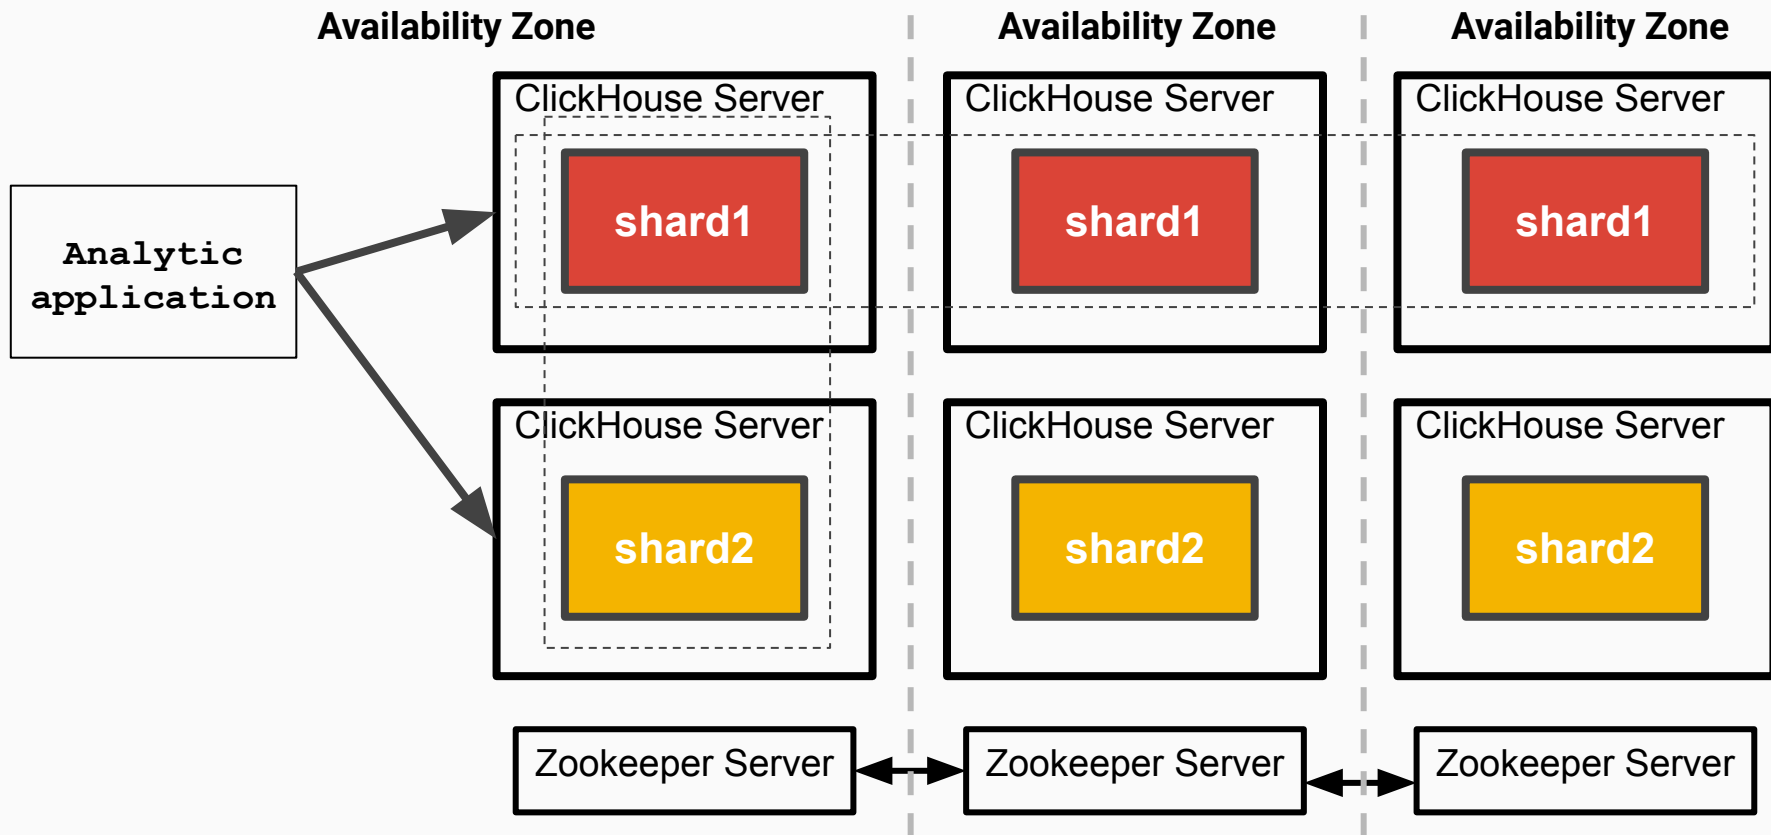 Availability Zone
Availability Zone
Availability Zone
ClickHouse Server
ClickHouse Server
ClickHouse Server
shard1
shard1
shard1
Analytic
application
ClickHouse Server
ClickHouse Server
ClickHouse Server
shard2
shard2
shard2
Zookeeper Server
Zookeeper Server
Zookeeper Server